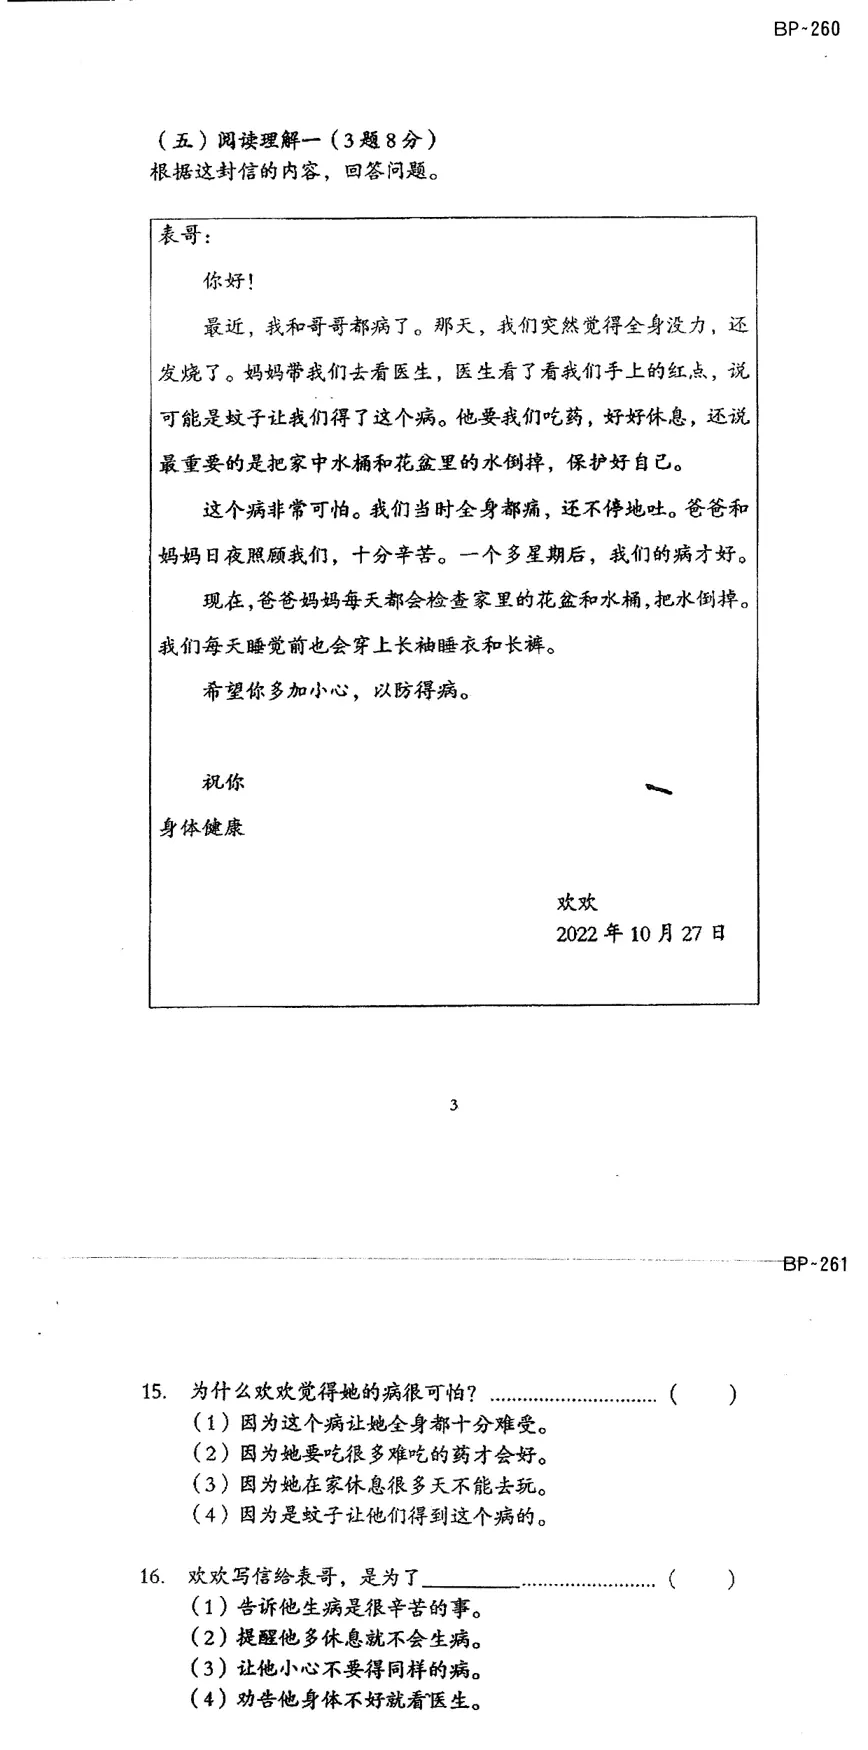 BP~260
（五）阅读理解一（3题8分）
根据这封信的内容，回答问题。
表哥：
你好！
最近，我和哥哥都病了。那天，我们突然觉得全身没力，还
发烧了。妈妈带我们去看医生，医生看了看我们手上的红点，说
可能是蚊子让我们得了这个病。他要我们吃药，好好休息，还说
最重要的是把家中水桶和花盆里的水倒掉，保护好自己。
这个病非常可怕。我们当时全身都痛，还不停地吐。爸爸和
妈妈日夜照顾我们，十分辛苦。一个多星期后，我们的病才好。
现在，爸爸妈妈每天都会检查家里的花盆和水桶，把水倒掉。
我们每天睡觉前也会穿上长袖睡衣和长裤。
希望你多加小心，以防得病。
祝你
身体健康
欢欢
2022年10月27日
3
BP~261
15. 为什么欢欢觉得她的病很可怕？ ................................ (  )
（1）因为这个病让她全身都十分难受。
（2）因为她要吃很多难吃的药才会好。
（3）因为她在家休息很多天不能去玩。
（4）因为是蚊子让他们得到这个病的。
16. 欢欢写信给表哥，是为了_________......................... (  )
（1）告诉他生病是很辛苦的事。
（2）提醒他多休息就不会生病。
（3）让他小心不要得同样的病。
（4）劝告他身体不好就看医生。